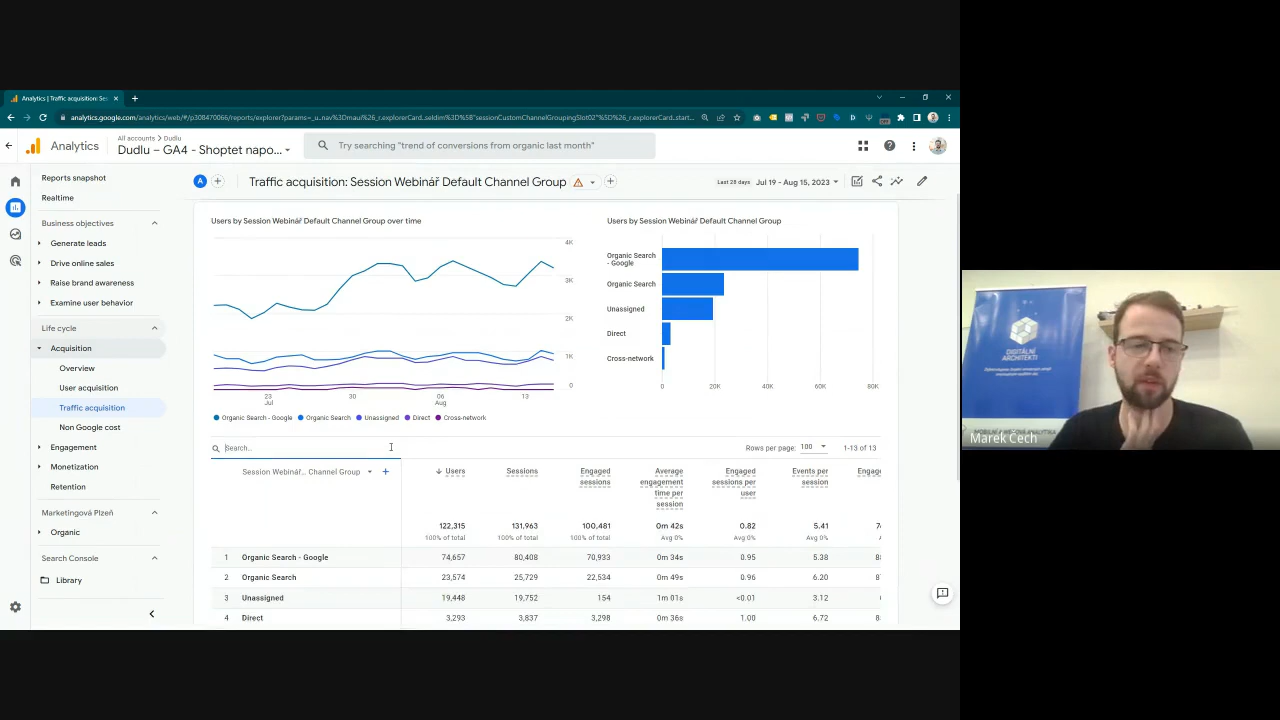 Analytics | Traffic acquisition: Ses
analytics.google.com/analytics/web/#/p308470066/reports/explorer?params=_u..nav%3Dmaui%26_r.explorerCard..seldim%3D%5B"sessionCustomChannelGroupingSlot02"%5D%26_r.explorerCard..start...
Analytics
All accounts > Dudlu
Dudlu – GA4 - Shoptet napo...
Try searching "trend of conversions from organic last month"
Reports snapshot
Realtime
Business objectives
Generate leads
Drive online sales
Raise brand awareness
Examine user behavior
Life cycle
Acquisition
Overview
User acquisition
Traffic acquisition
Non Google cost
Engagement
Monetization
Retention
Marketingová Plzeň
Organic
Search Console
Library
A
Traffic acquisition: Session Webinář Default Channel Group
Last 28 days
Jul 19 - Aug 15, 2023
Users by Session Webinář Default Channel Group over time
4K
3K
2K
1K
0
23
Jul
30
06
Aug
13
Organic Search - Google
Organic Search
Unassigned
Direct
Cross-network
Users by Session Webinář Default Channel Group
Organic Search
- Google
Organic Search
Unassigned
Direct
Cross-network
0
20K
40K
60K
80K
Search...
Rows per page:
100
1-13 of 13
Session Webinář... Channel Group
Users
Sessions
Engaged
sessions
Average
engagement
time per
session
Engaged
sessions per
user
Events per
session
Engage
122,315
131,963
100,481
0m 42s
0.82
5.41
100% of total
100% of total
100% of total
Avg 0%
Avg 0%
Avg 0%
1
Organic Search - Google
74,657
80,408
70,933
0m 34s
0.95
5.38
2
Organic Search
23,574
25,729
22,534
0m 49s
0.96
6.20
3
Unassigned
19,448
19,752
154
1m 01s
<0.01
3.12
4
Direct
3,293
3,837
3,298
0m 36s
1.00
6.72
DIGITÁLNÍ
ARCHITEKTI
Marek Čech